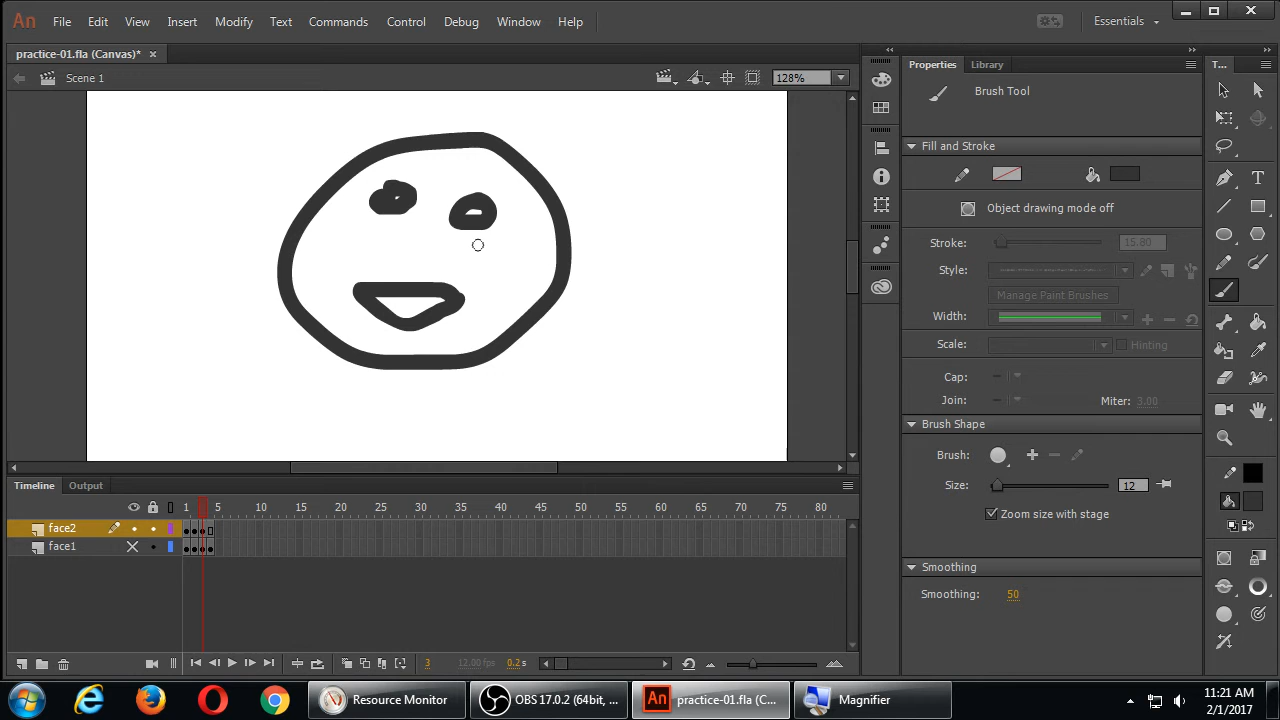 An File Edit View Insert Modify Text Commands Control Debug Window Help Essentials
practice-01.fla (Canvas)* ×
Scene 1 128%
Properties Library T...
Brush Tool
Fill and Stroke
Object drawing mode off
Stroke: 15.80
Style:
Manage Paint Brushes
Width:
Scale: Hinting
Cap:
Join: Miter: 3.00
Brush Shape
Brush:
Size: 12
Zoom size with stage
Smoothing
Smoothing: 50
Timeline Output
1 5 10 15 20 25 30 35 40 45 50 55 60 65 70 75 80
face2
face1
3 12.00 fps 0.2 s
Resource Monitor OBS 17.0.2 (64bit, ... An practice-01.fla (C... Magnifier
11:21 AM
2/1/2017